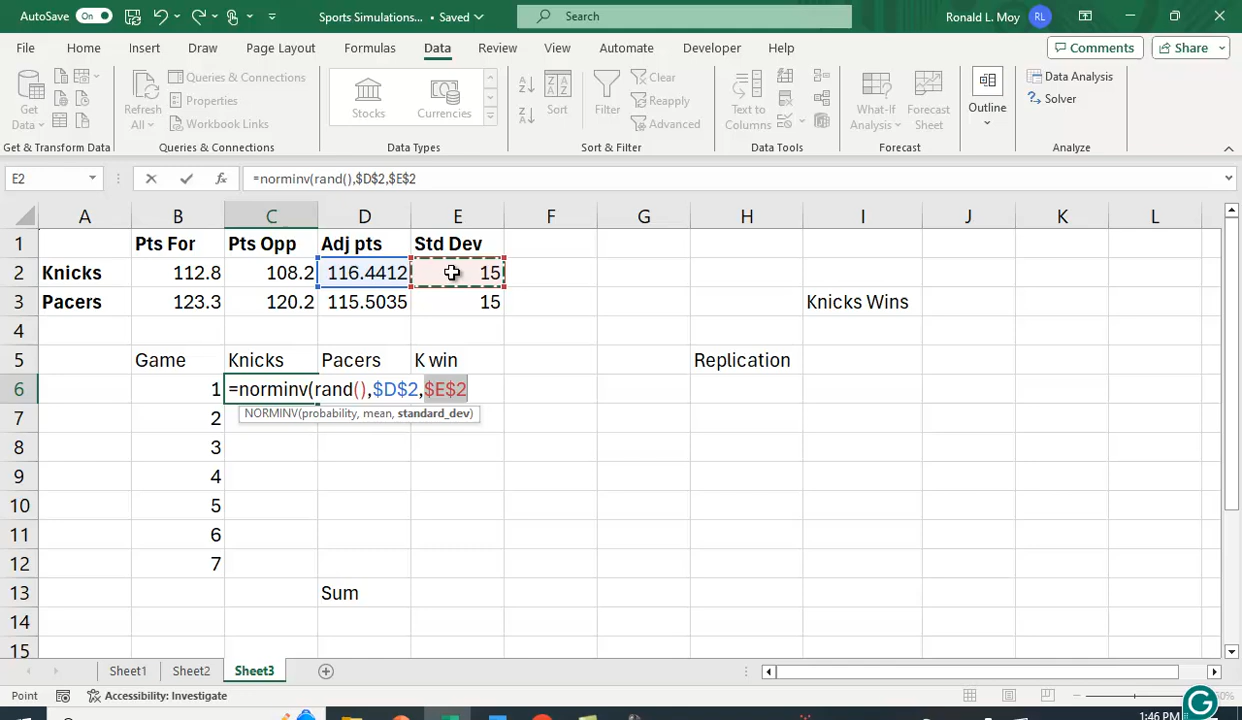 AutoSave On Sports Simulations... • Saved Search Ronald L. Moy RL
File Home Insert Draw Page Layout Formulas Data Review View Automate Developer Help Comments Share
Get Data Refresh All Queries & Connections Properties Workbook Links Stocks Currencies Sort Filter Clear Reapply Advanced Text to Columns What-If Analysis Forecast Sheet Outline Data Analysis Solver
Get & Transform Data Queries & Connections Data Types Sort & Filter Data Tools Forecast Analyze
E2 fx =norminv(rand(),$D$2,$E$2
A B C D E F G H I J K L
1 Pts For Pts Opp Adj pts Std Dev
2 Knicks 112.8 108.2 116.4412 15
3 Pacers 123.3 120.2 115.5035 15 Knicks Wins
4
5 Game Knicks Pacers K win Replication
6 1 =norminv(rand(),$D$2,$E$2
7 2 NORMINV(probability, mean, standard_dev)
8 3
9 4
10 5
11 6
12 7
13 Sum
14
15
Sheet1 Sheet2 Sheet3
Point Accessibility: Investigate
1:46 PM